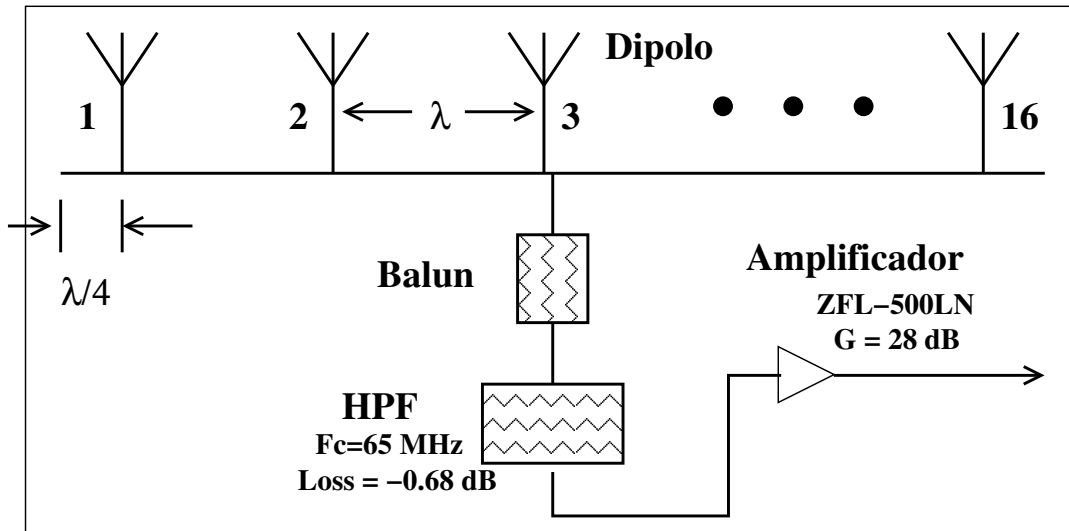 Dipolo
1
2
λ
3
16
λ/4
Balun
Amplificador
ZFL−500LN
G = 28 dB
HPF
Fc=65 MHz
Loss = −0.68 dB